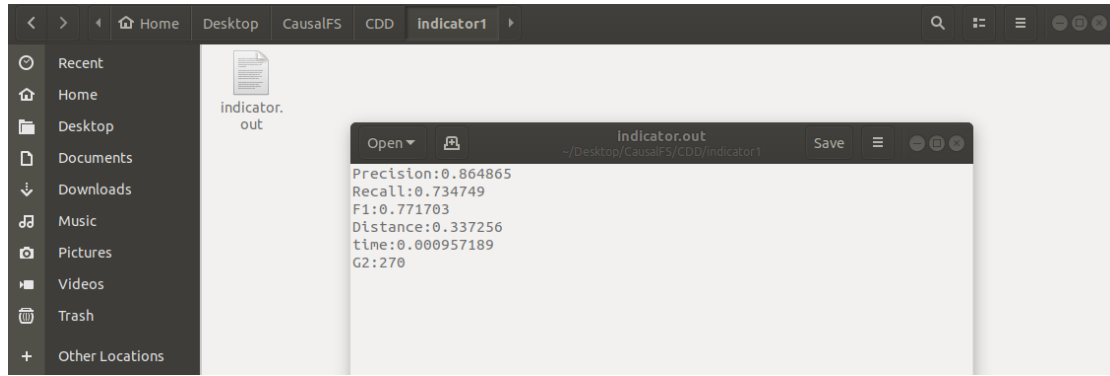 Home Desktop CausalFS CDD indicator1
Recent
Home
Desktop
Documents
Downloads
Music
Pictures
Videos
Trash
Other Locations
indicator.
out
Open
indicator.out
~/Desktop/CausalFS/CDD/indicator1
Save
Precision:0.864865
Recall:0.734749
F1:0.771703
Distance:0.337256
time:0.000957189
G2:270